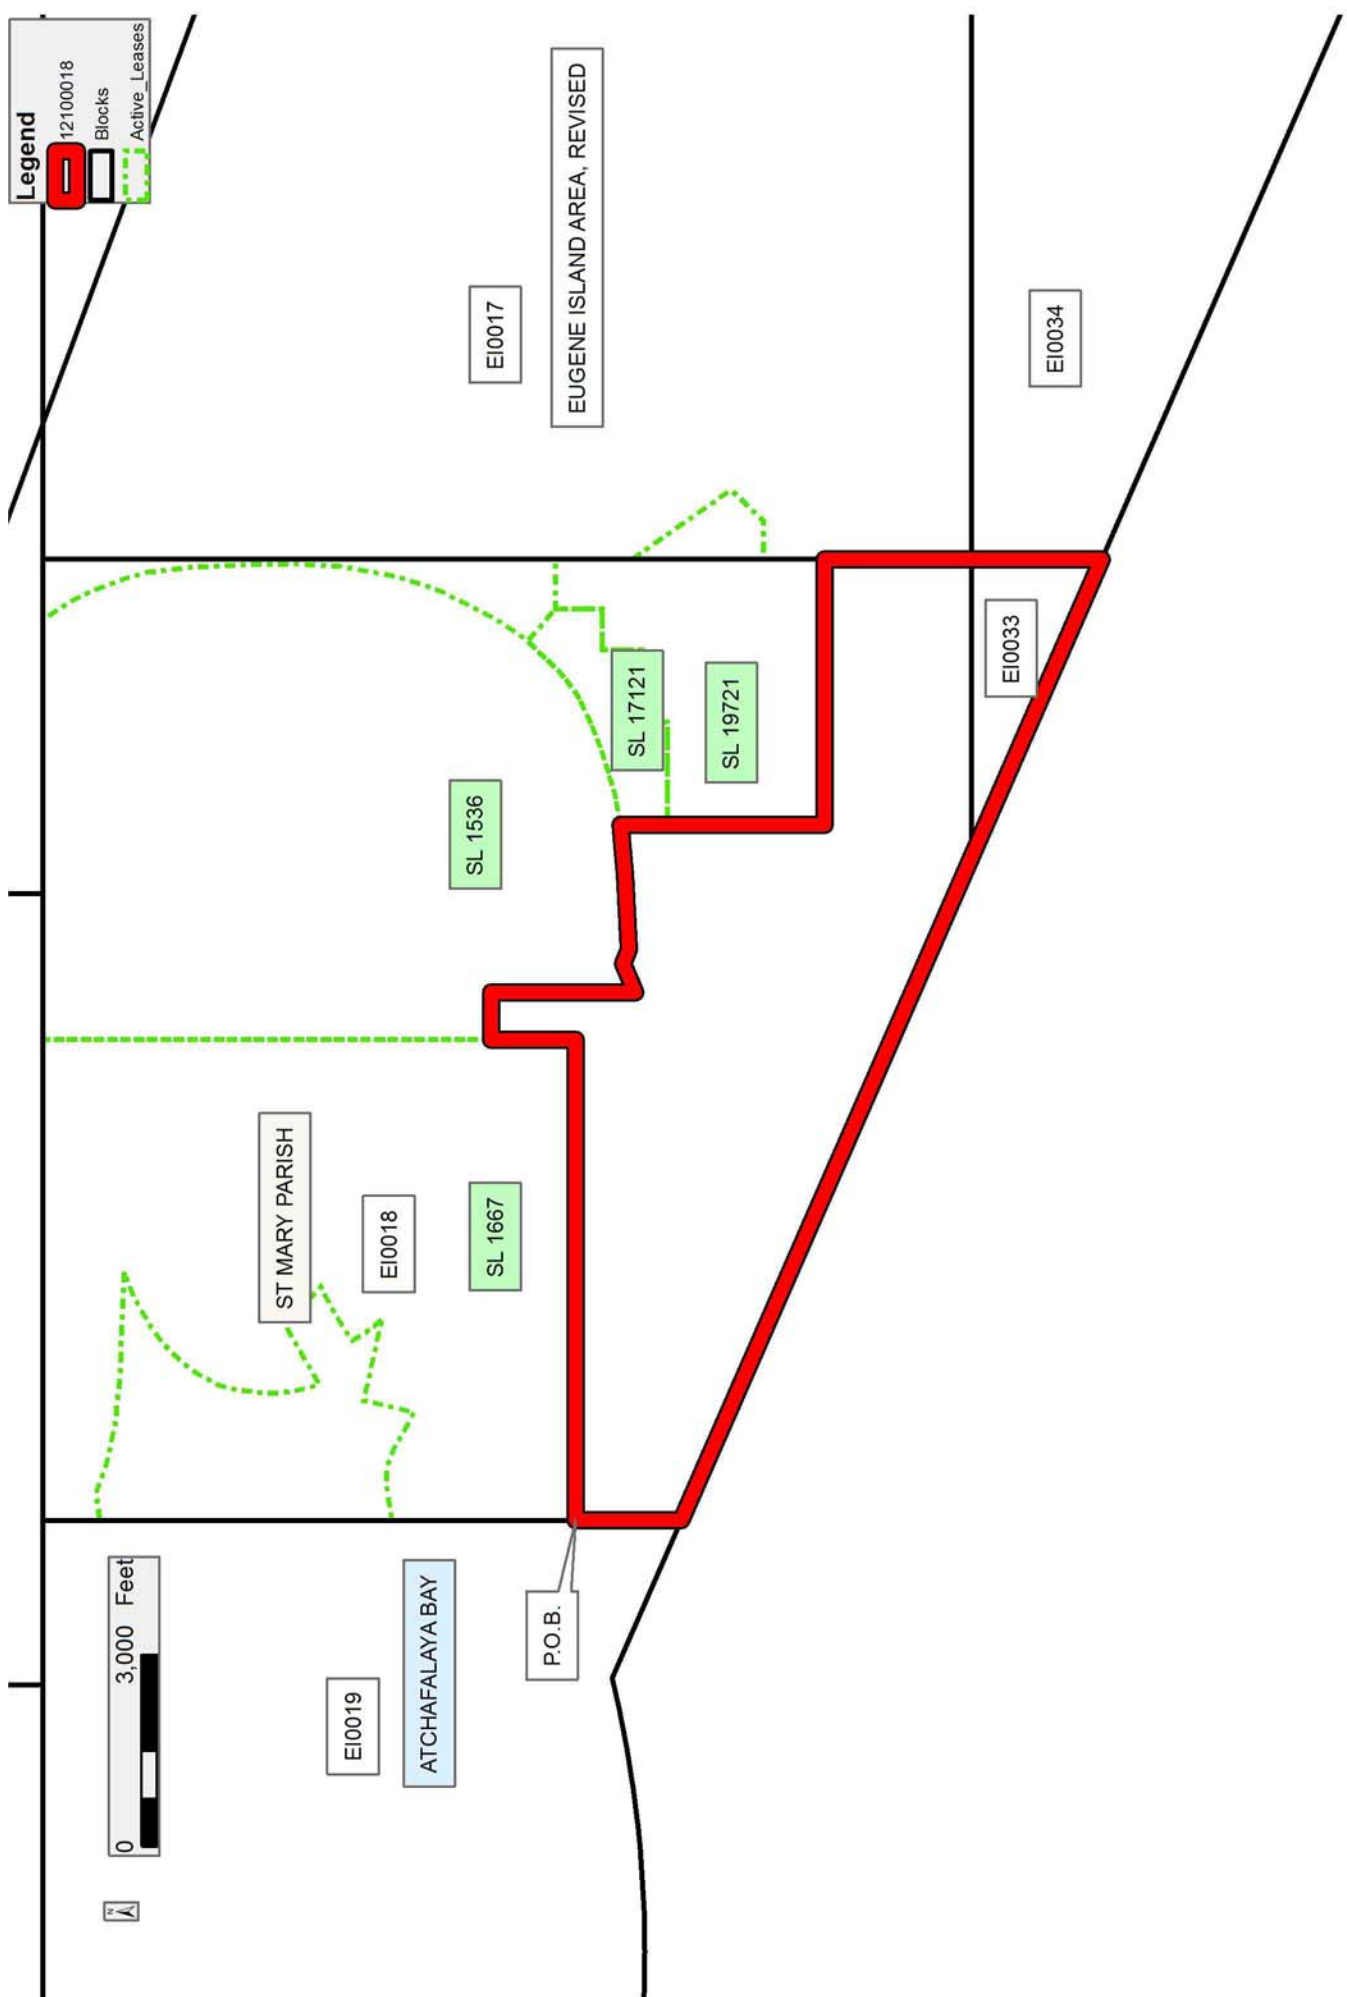 Legend
12100018
Blocks
Active_Leases
EUGENE ISLAND AREA, REVISED
EI0017
EI0034
EI0033
SL 17121
SL 19721
SL 1536
ST MARY PARISH
EI0018
SL 1667
P.O.B.
0 3,000 Feet
ATCHAFALAYA BAY
EI0019
N